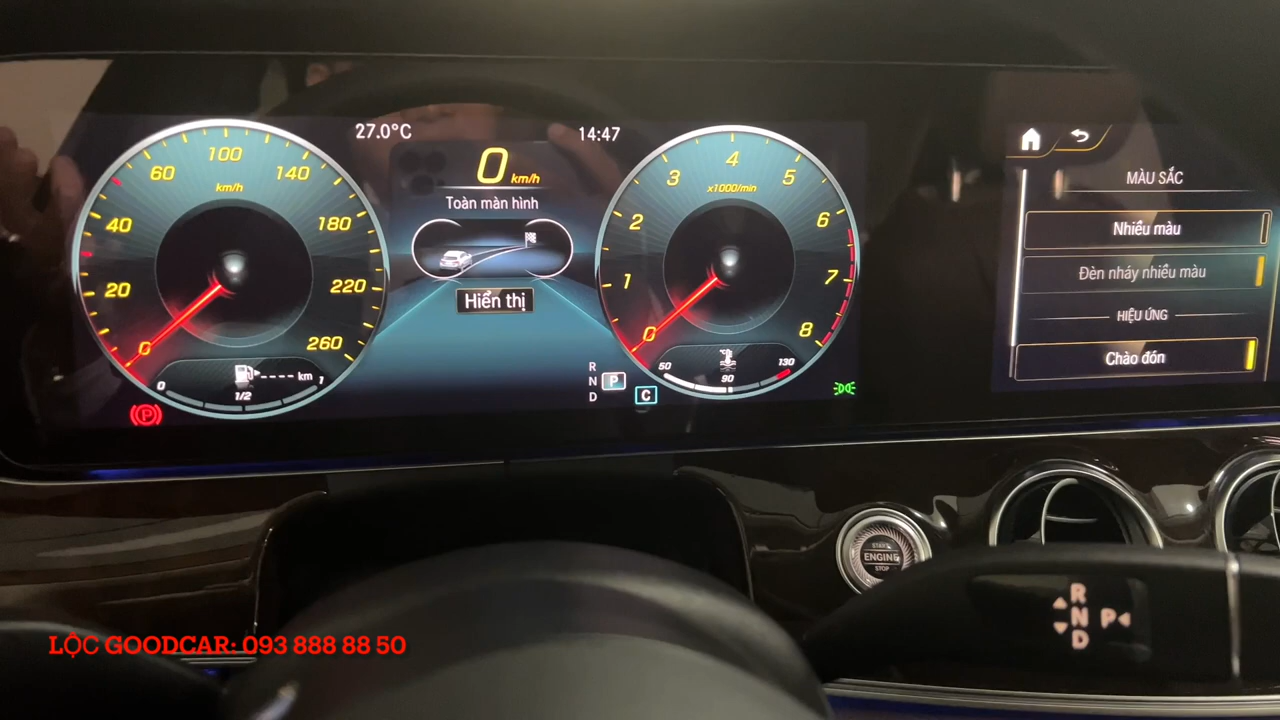 27.0°C
14:47
0 km/h
Toàn màn hình
Hiển thị
0 20 40 60 100 140 180 220 260
km/h
0 1/2 1
---- km
0 1 2 3 4 5 6 7 8
x1000/min
50 90 130
°C
R
N
D
P
C
(P)
MÀU SẮC
Nhiều màu
Đèn nháy nhiều màu
HIỆU ỨNG
Chào đón
START
ENGINE
STOP
R
N
D
P
LỘC GOODCAR: 093 888 88 50